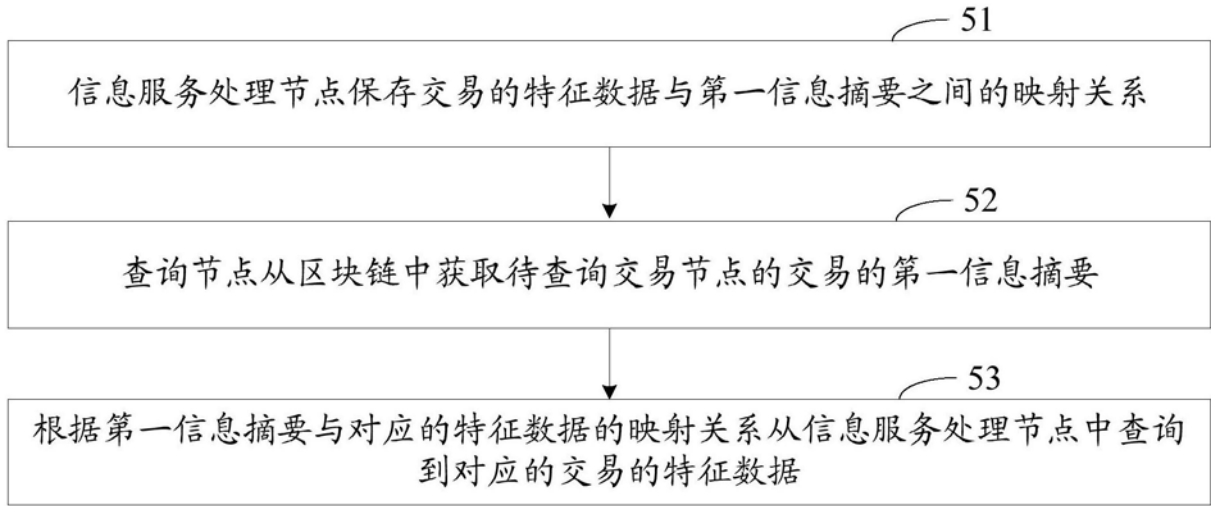 51
信息服务处理节点保存交易的特征数据与第一信息摘要之间的映射关系
52
查询节点从区块链中获取待查询交易节点的交易的第一信息摘要
53
根据第一信息摘要与对应的特征数据的映射关系从信息服务处理节点中查询
到对应的交易的特征数据